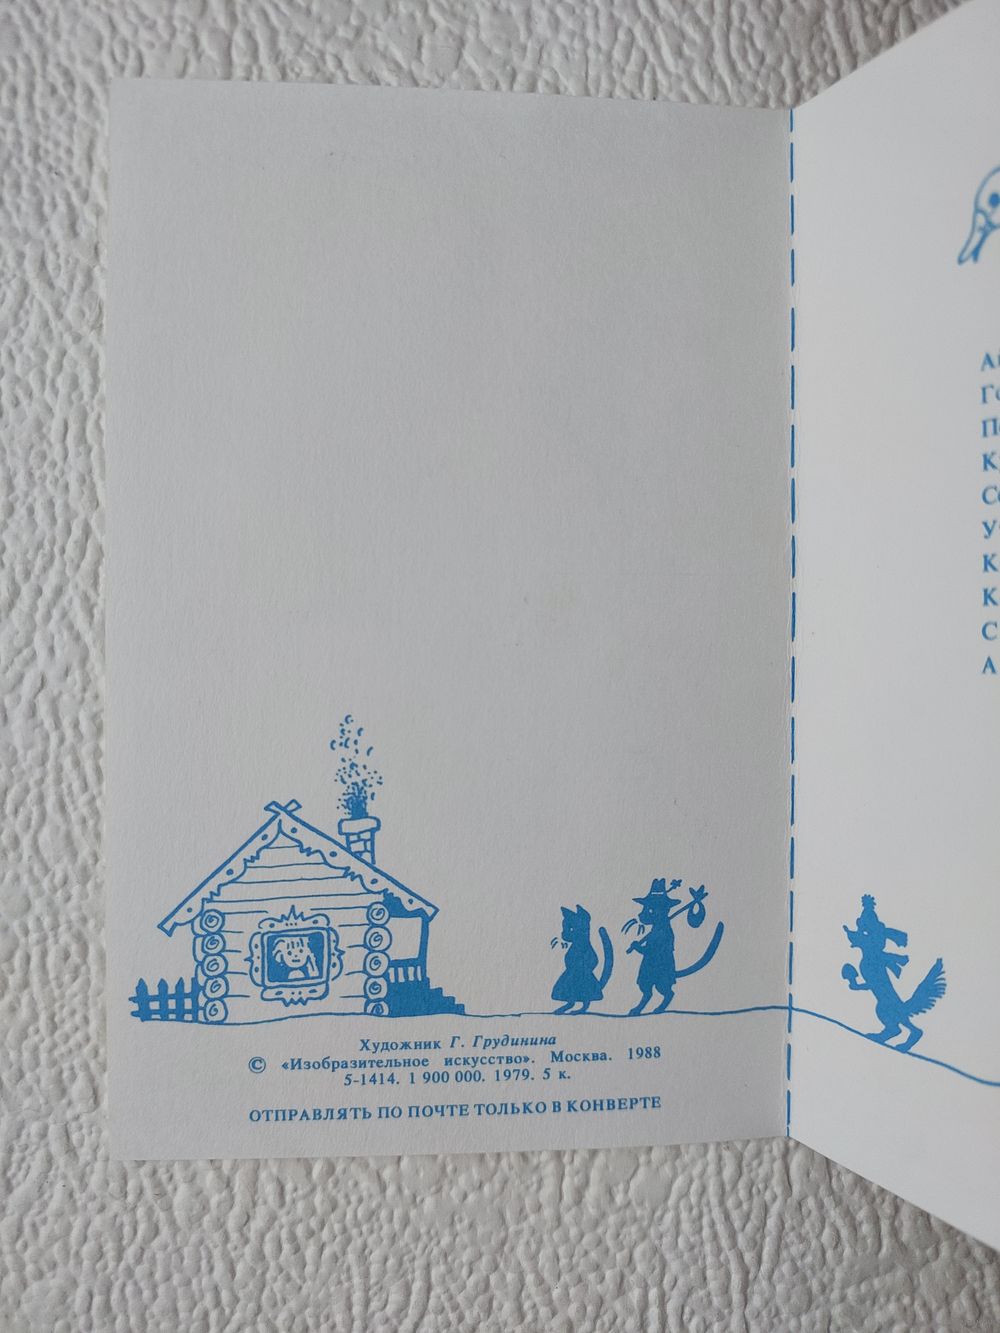 Художник Г. Грудинина
© «Изобразительное искусство». Москва. 1988
5-1414. 1 900 000. 1979. 5 к.
ОТПРАВЛЯТЬ ПО ПОЧТЕ ТОЛЬКО В КОНВЕРТЕ
С
А